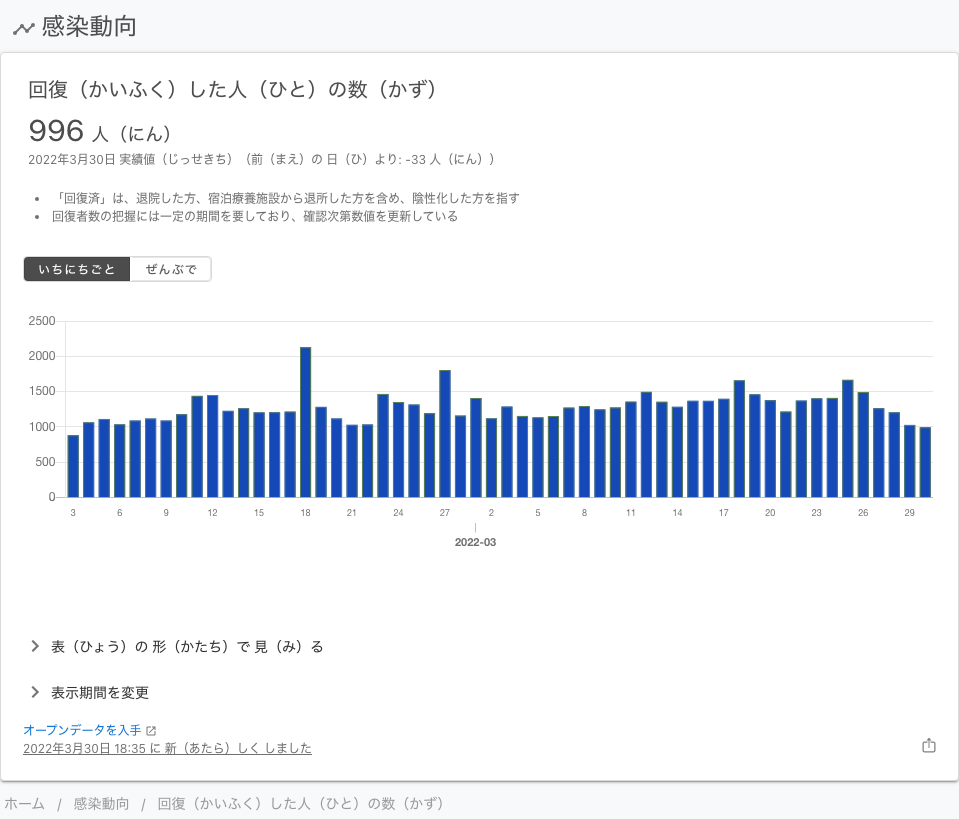 感染動向
回復（かいふく）した人（ひと）の数（かず）
996 人（にん）
2022年3月30日 実績値（じっせきち）（前（まえ）の 日（ひ）より: -33 人（にん））
「回復済」は、退院した方、宿泊療養施設から退所した方を含め、陰性化した方を指す
回復者数の把握には一定の期間を要しており、確認次第数値を更新している
いちにちごと ぜんぶで
2500
2000
1500
1000
500
0
3 6 9 12 15 18 21 24 27 2 5 8 11 14 17 20 23 26 29
2022-03
表（ひょう）の 形（かたち）で 見（み）る
表示期間を変更
オープンデータを入手
2022年3月30日 18:35 に 新（あたら）しく しました
ホーム / 感染動向 / 回復（かいふく）した人（ひと）の数（かず）